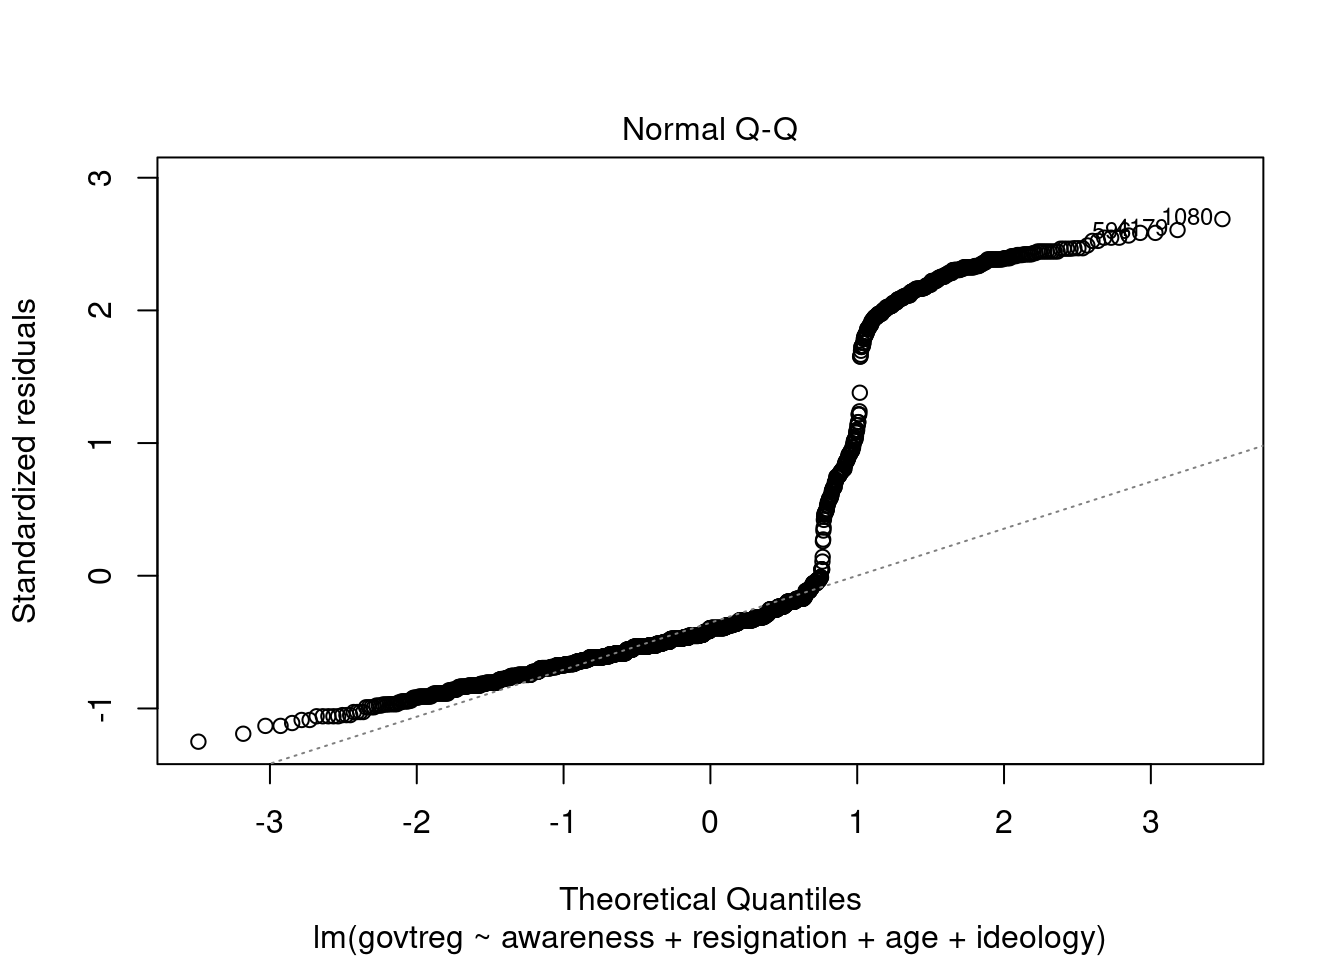 Normal Q-Q
3
2
1
0
-1
Standardized residuals
1080
-3 -2 -1 0 1 2 3
Theoretical Quantiles
lm(govtreg ~ awareness + resignation + age + ideology)